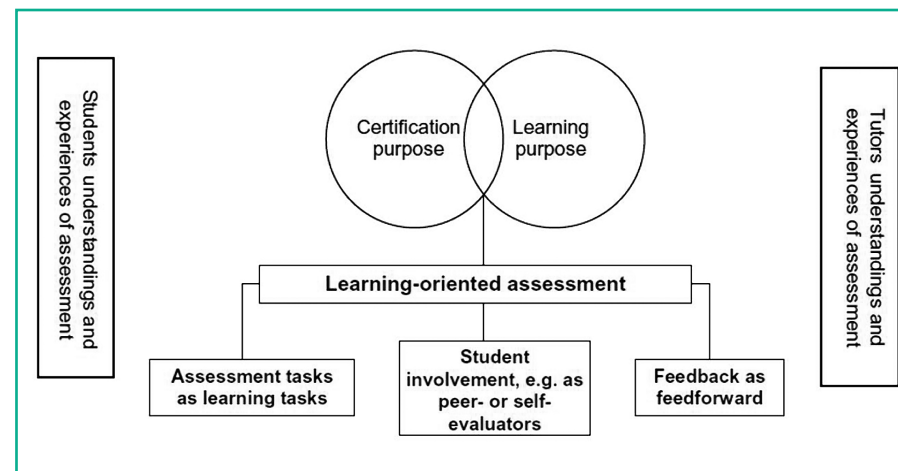 Students understandings and
experiences of assessment
Certification
purpose
Learning
purpose
Tutors understandings and
experiences of assessment
Learning-oriented assessment
Assessment tasks
as learning tasks
Student
involvement, e.g. as
peer- or self-
evaluators
Feedback as
feedforward